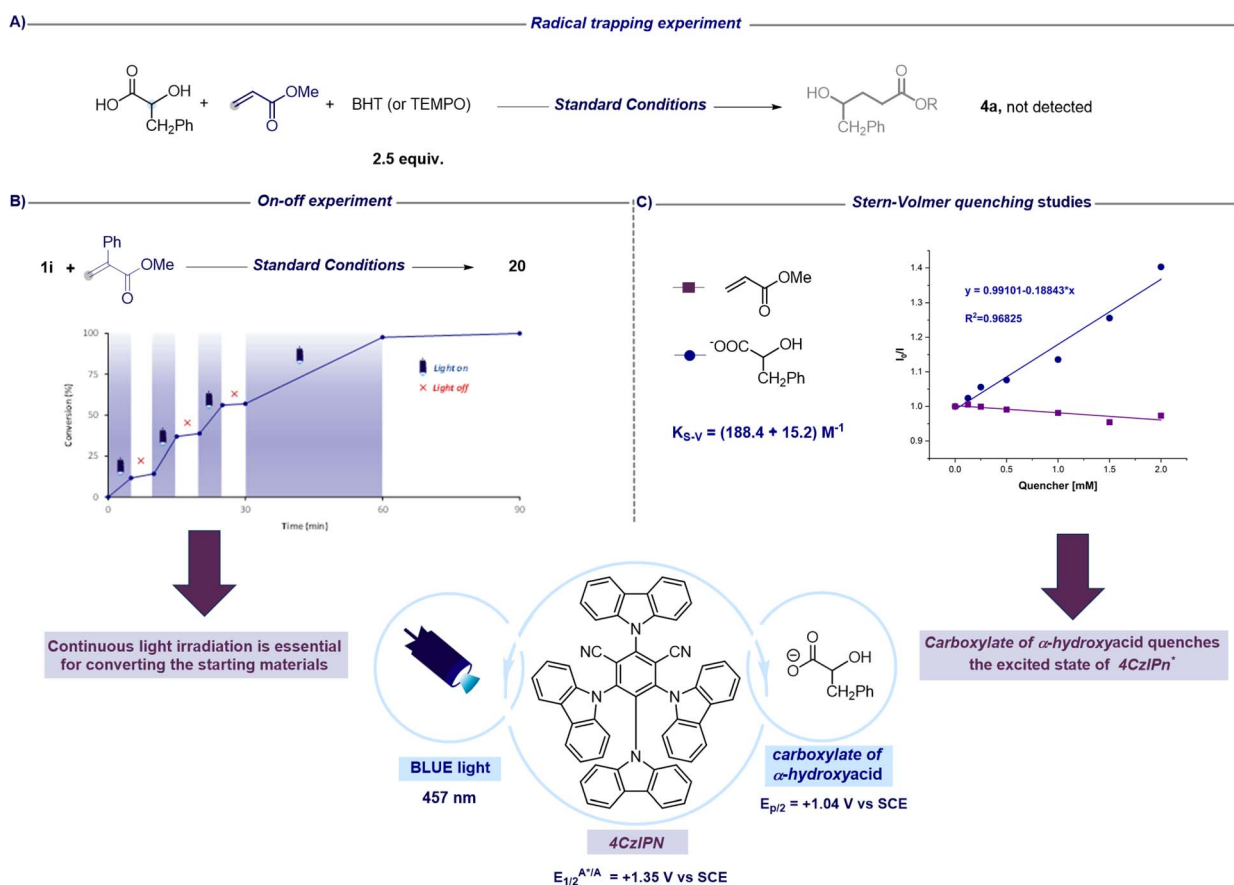 A)
Radical trapping experiment
O
HO
OH
CH2Ph
+
OMe
O
+
BHT (or TEMPO)
Standard Conditions
HO
CH2Ph
O
OR
4a, not detected
2.5 equiv.
B)
On-off experiment
1i +
Ph
OMe
O
Standard Conditions
20
Conversion [%]
100
75
50
25
0
0
30
60
90
Time [min]
Light on
× Light off
C)
Stern-Volmer quenching studies
OMe
O
⁻OOC
OH
CH2Ph
K_S-V = (188.4 + 15.2) M⁻¹
y = 0.99101-0.18843*x
R²=0.96825
I₀/I
1.4
1.3
1.2
1.1
1.0
0.9
0.0
0.5
1.0
1.5
2.0
Quencher [mM]
Continuous light irradiation is essential
for converting the starting materials
Carboxylate of α-hydroxyacid quenches
the excited state of 4CzIPn*
BLUE light
457 nm
N
NC
CN
N
N
N
4CzIPN
E1/2^A*/A = +1.35 V vs SCE
O
⊖O
OH
CH2Ph
carboxylate of
α-hydroxyacid
Ep/2 = +1.04 V vs SCE